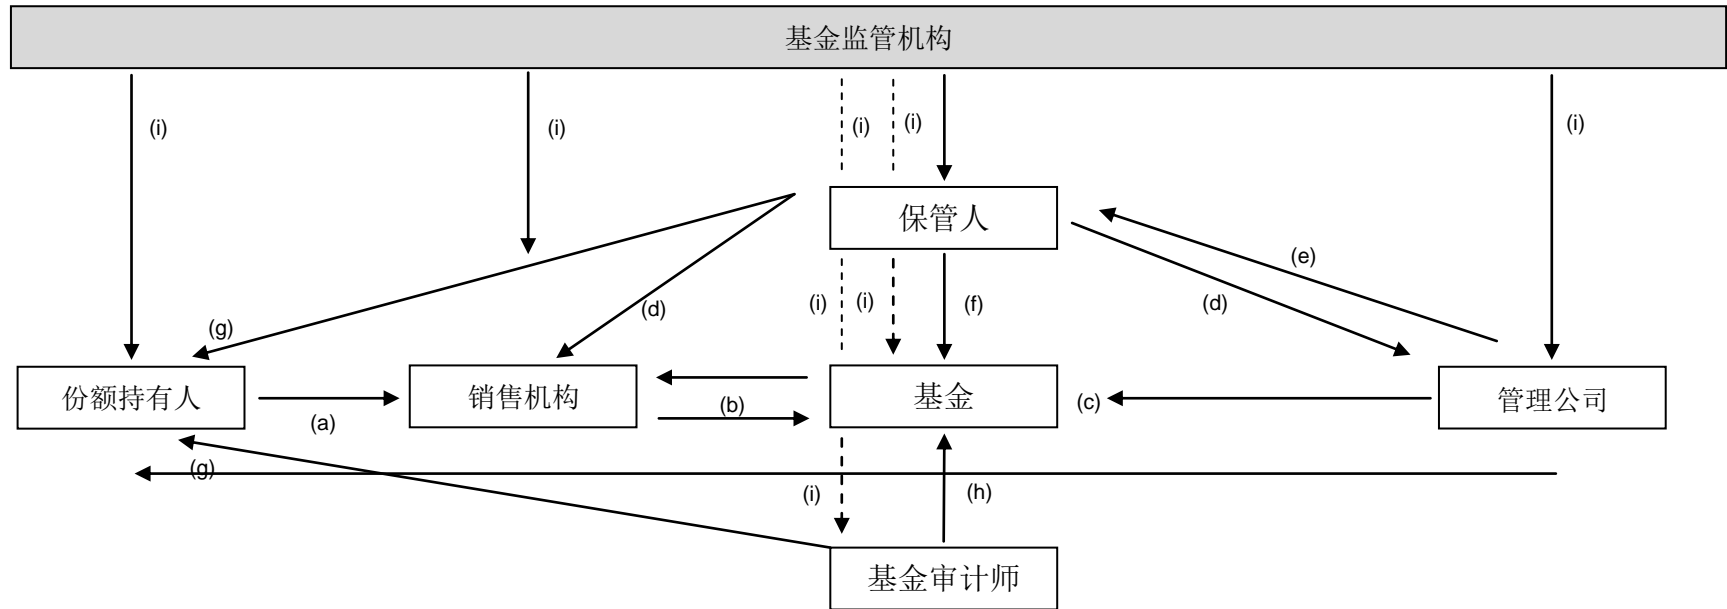 基金监管机构
(i)
(i)
(i)
(i)
(i)
保管人
(e)
(g)
(d)
(i)
(i)
(f)
(d)
份额持有人
销售机构
基金
管理公司
(a)
(b)
(c)
(g)
(i)
(h)
基金审计师